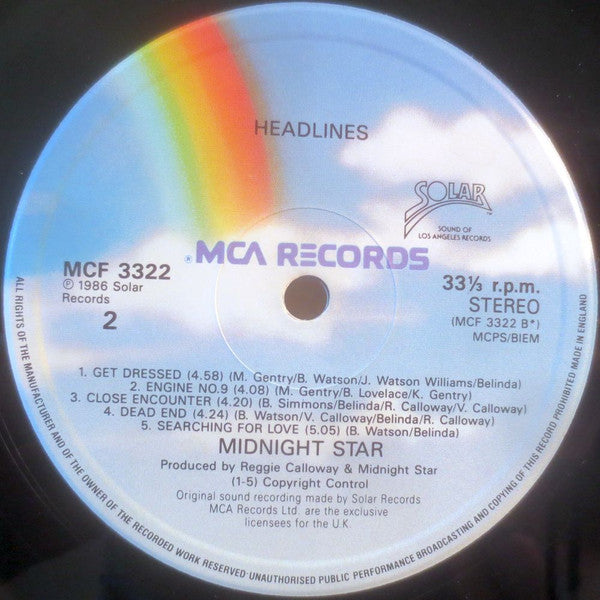 HEADLINES
SOLAR
SOUND OF
LOS ANGELES RECORDS
® MCA RECORDS
MCF 3322
℗ 1986 Solar
Records
2
33⅓ r.p.m.
STEREO
(MCF 3322 B*)
MCPS/BIEM
1. GET DRESSED (4.58) (M. Gentry/B. Watson/J. Watson Williams/Belinda)
2. ENGINE NO.9 (4.08) (M. Gentry/B. Lovelace/K. Gentry)
3. CLOSE ENCOUNTER (4.20) (B. Simmons/Belinda/R. Calloway/V. Calloway)
4. DEAD END (4.24) (B. Watson/V. Calloway/Belinda/R. Calloway)
5. SEARCHING FOR LOVE (5.05) (B. Watson/Belinda)
MIDNIGHT STAR
Produced by Reggie Calloway & Midnight Star
(1-5) Copyright Control
Original sound recording made by Solar Records
MCA Records Ltd. are the exclusive
licensees for the U.K.
ALL RIGHTS OF THE MANUFACTURER AND OF THE OWNER OF THE RECORDED WORK RESERVED·UNAUTHORISED PUBLIC PERFORMANCE BROADCASTING AND COPYING OF THIS RECORD PROHIBITED·MADE IN ENGLAND